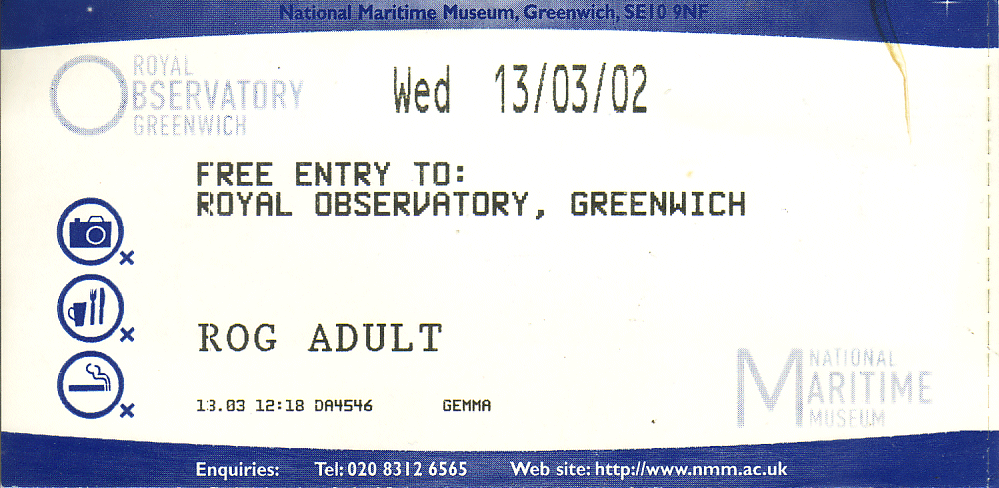 National Maritime Museum, Greenwich, SE10 9NF
ROYAL
OBSERVATORY
GREENWICH
Wed 13/03/02
FREE ENTRY TO:
ROYAL OBSERVATORY, GREENWICH
ROG ADULT
13.03 12:18 DA4546 GEMMA
NATIONAL
MARITIME
MUSEUM
Enquiries: Tel: 020 8312 6565 Web site: http://www.nmm.ac.uk